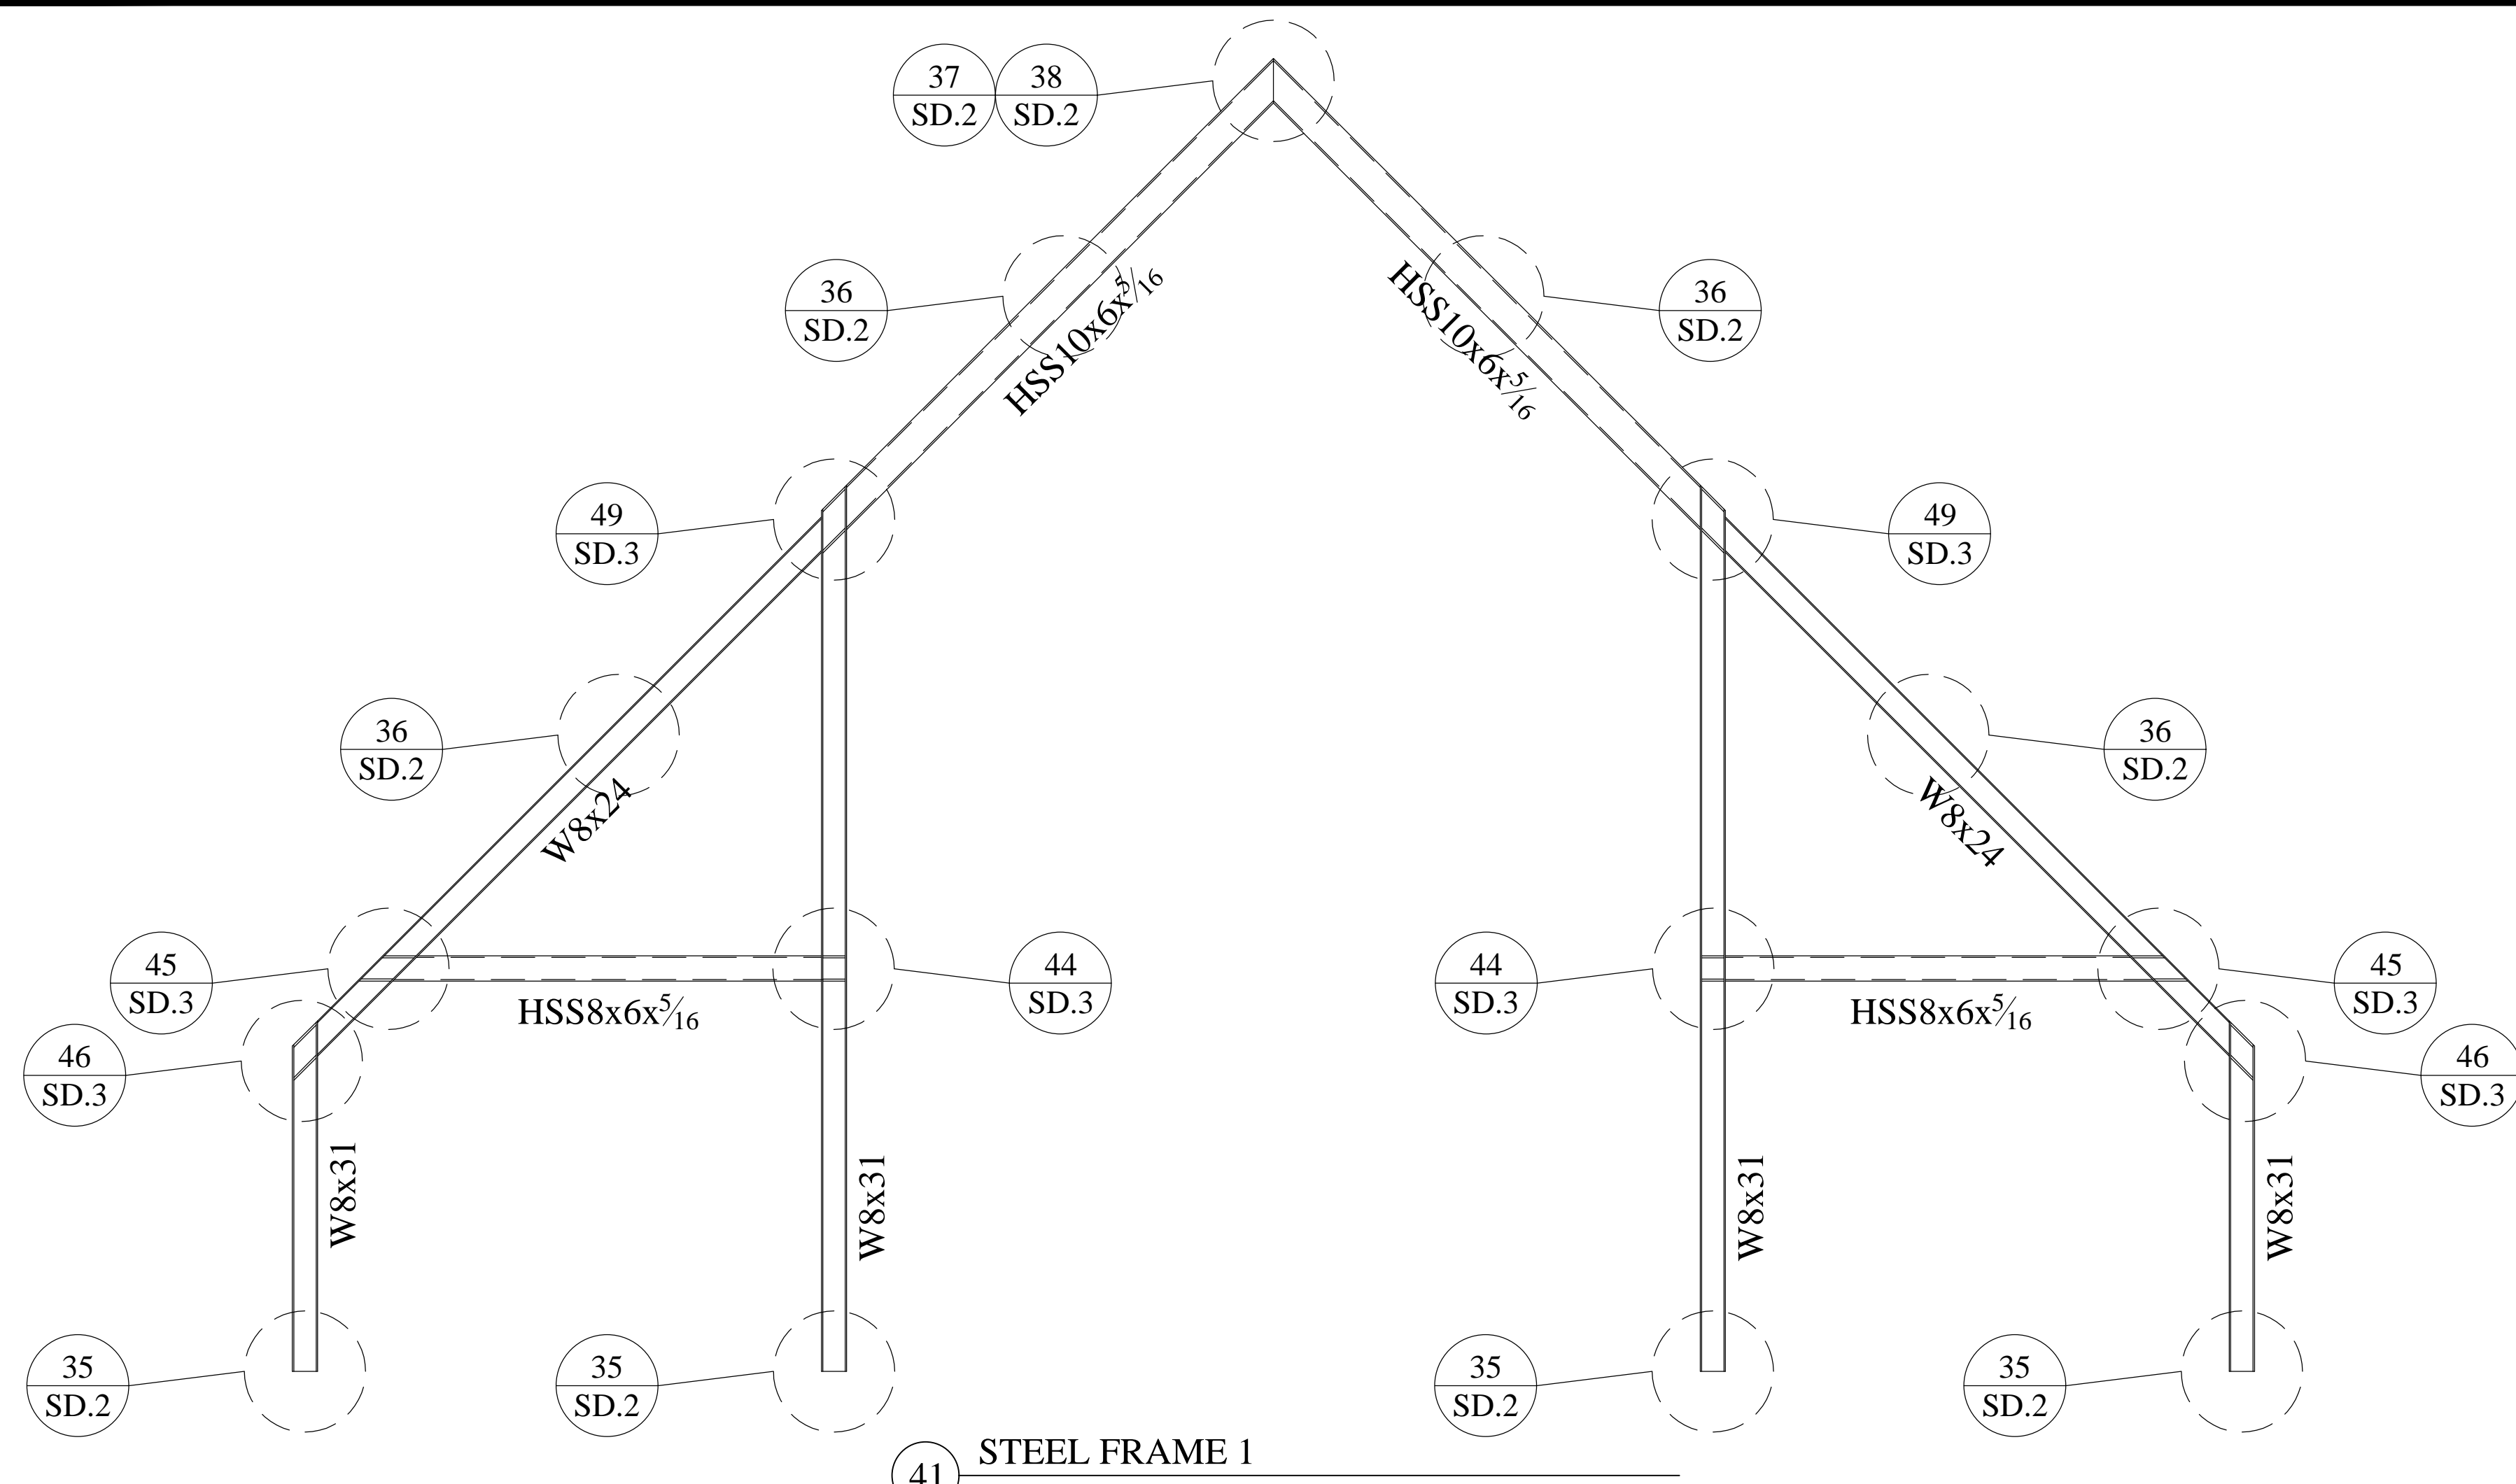 37
SD.2
38
SD.2
36
SD.2
HSS10x6x5/16
HSS10x6x5/16
36
SD.2
49
SD.3
49
SD.3
36
SD.2
W8x24
W8x24
36
SD.2
45
SD.3
44
SD.3
44
SD.3
45
SD.3
HSS8x6x5/16
HSS8x6x5/16
46
SD.3
46
SD.3
W8x31
W8x31
W8x31
W8x31
35
SD.2
35
SD.2
35
SD.2
35
SD.2
41
STEEL FRAME 1